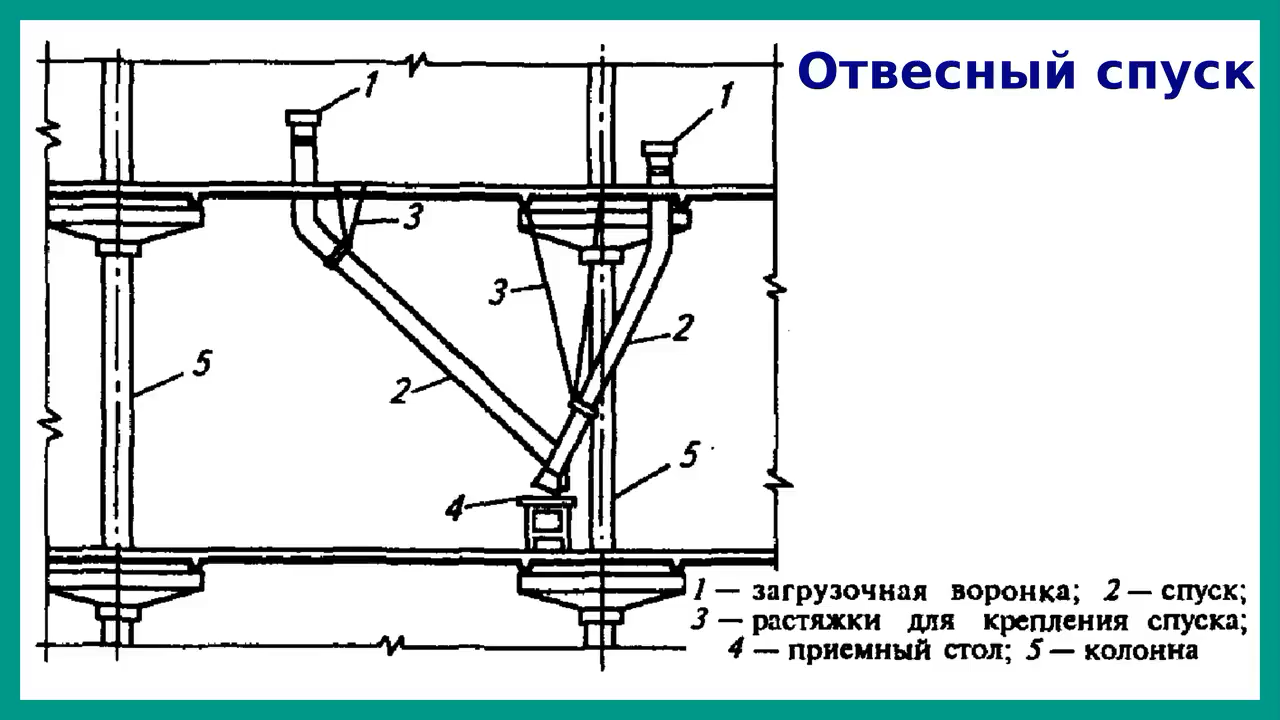 Отвесный спуск
1
1
3
3
2
5
2
5
4
1 — загрузочная воронка; 2 — спуск;
3 — растяжки для крепления спуска;
4 — приемный стол; 5 — колонна